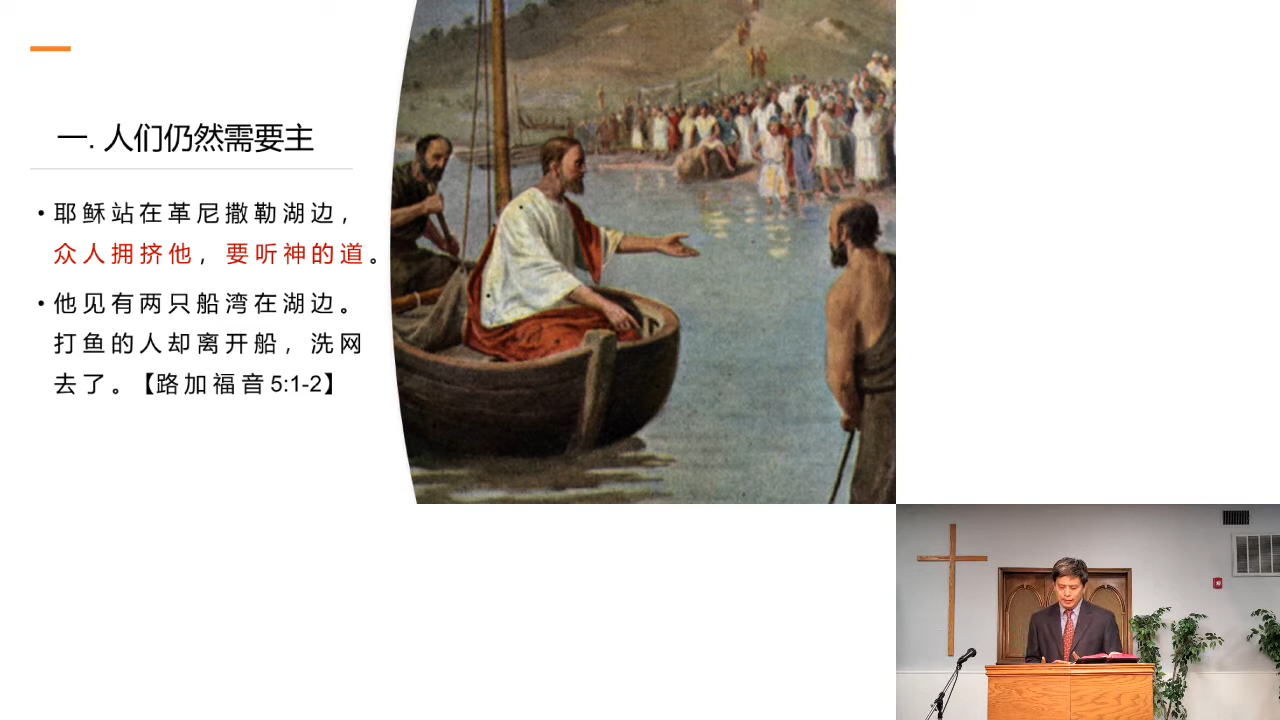 一. 人们仍然需要主
• 耶稣站在革尼撒勒湖边，
众人拥挤他，要听神的道。
• 他见有两只船湾在湖边。
打鱼的人却离开船，洗网
去了。【路加福音5:1-2】